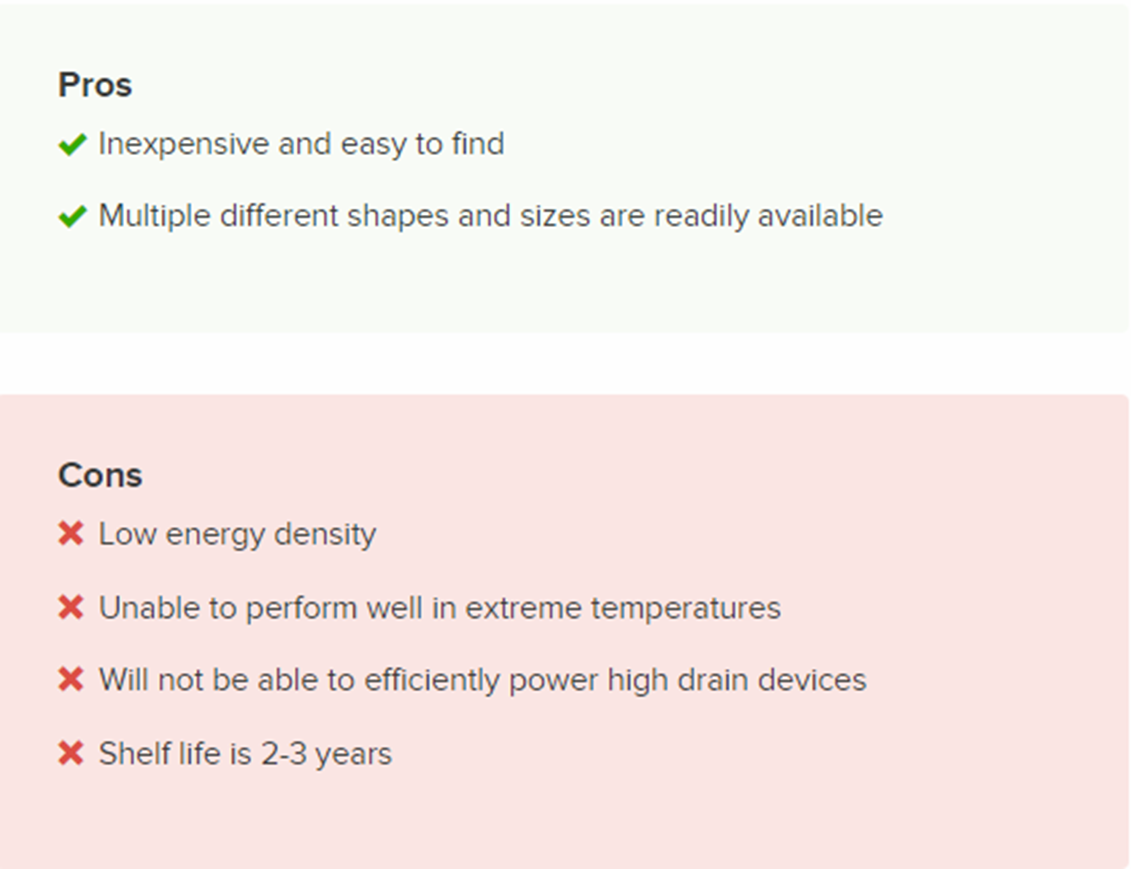 Pros
Inexpensive and easy to find
Multiple different shapes and sizes are readily available
Cons
Low energy density
Unable to perform well in extreme temperatures
Will not be able to efficiently power high drain devices
Shelf life is 2-3 years